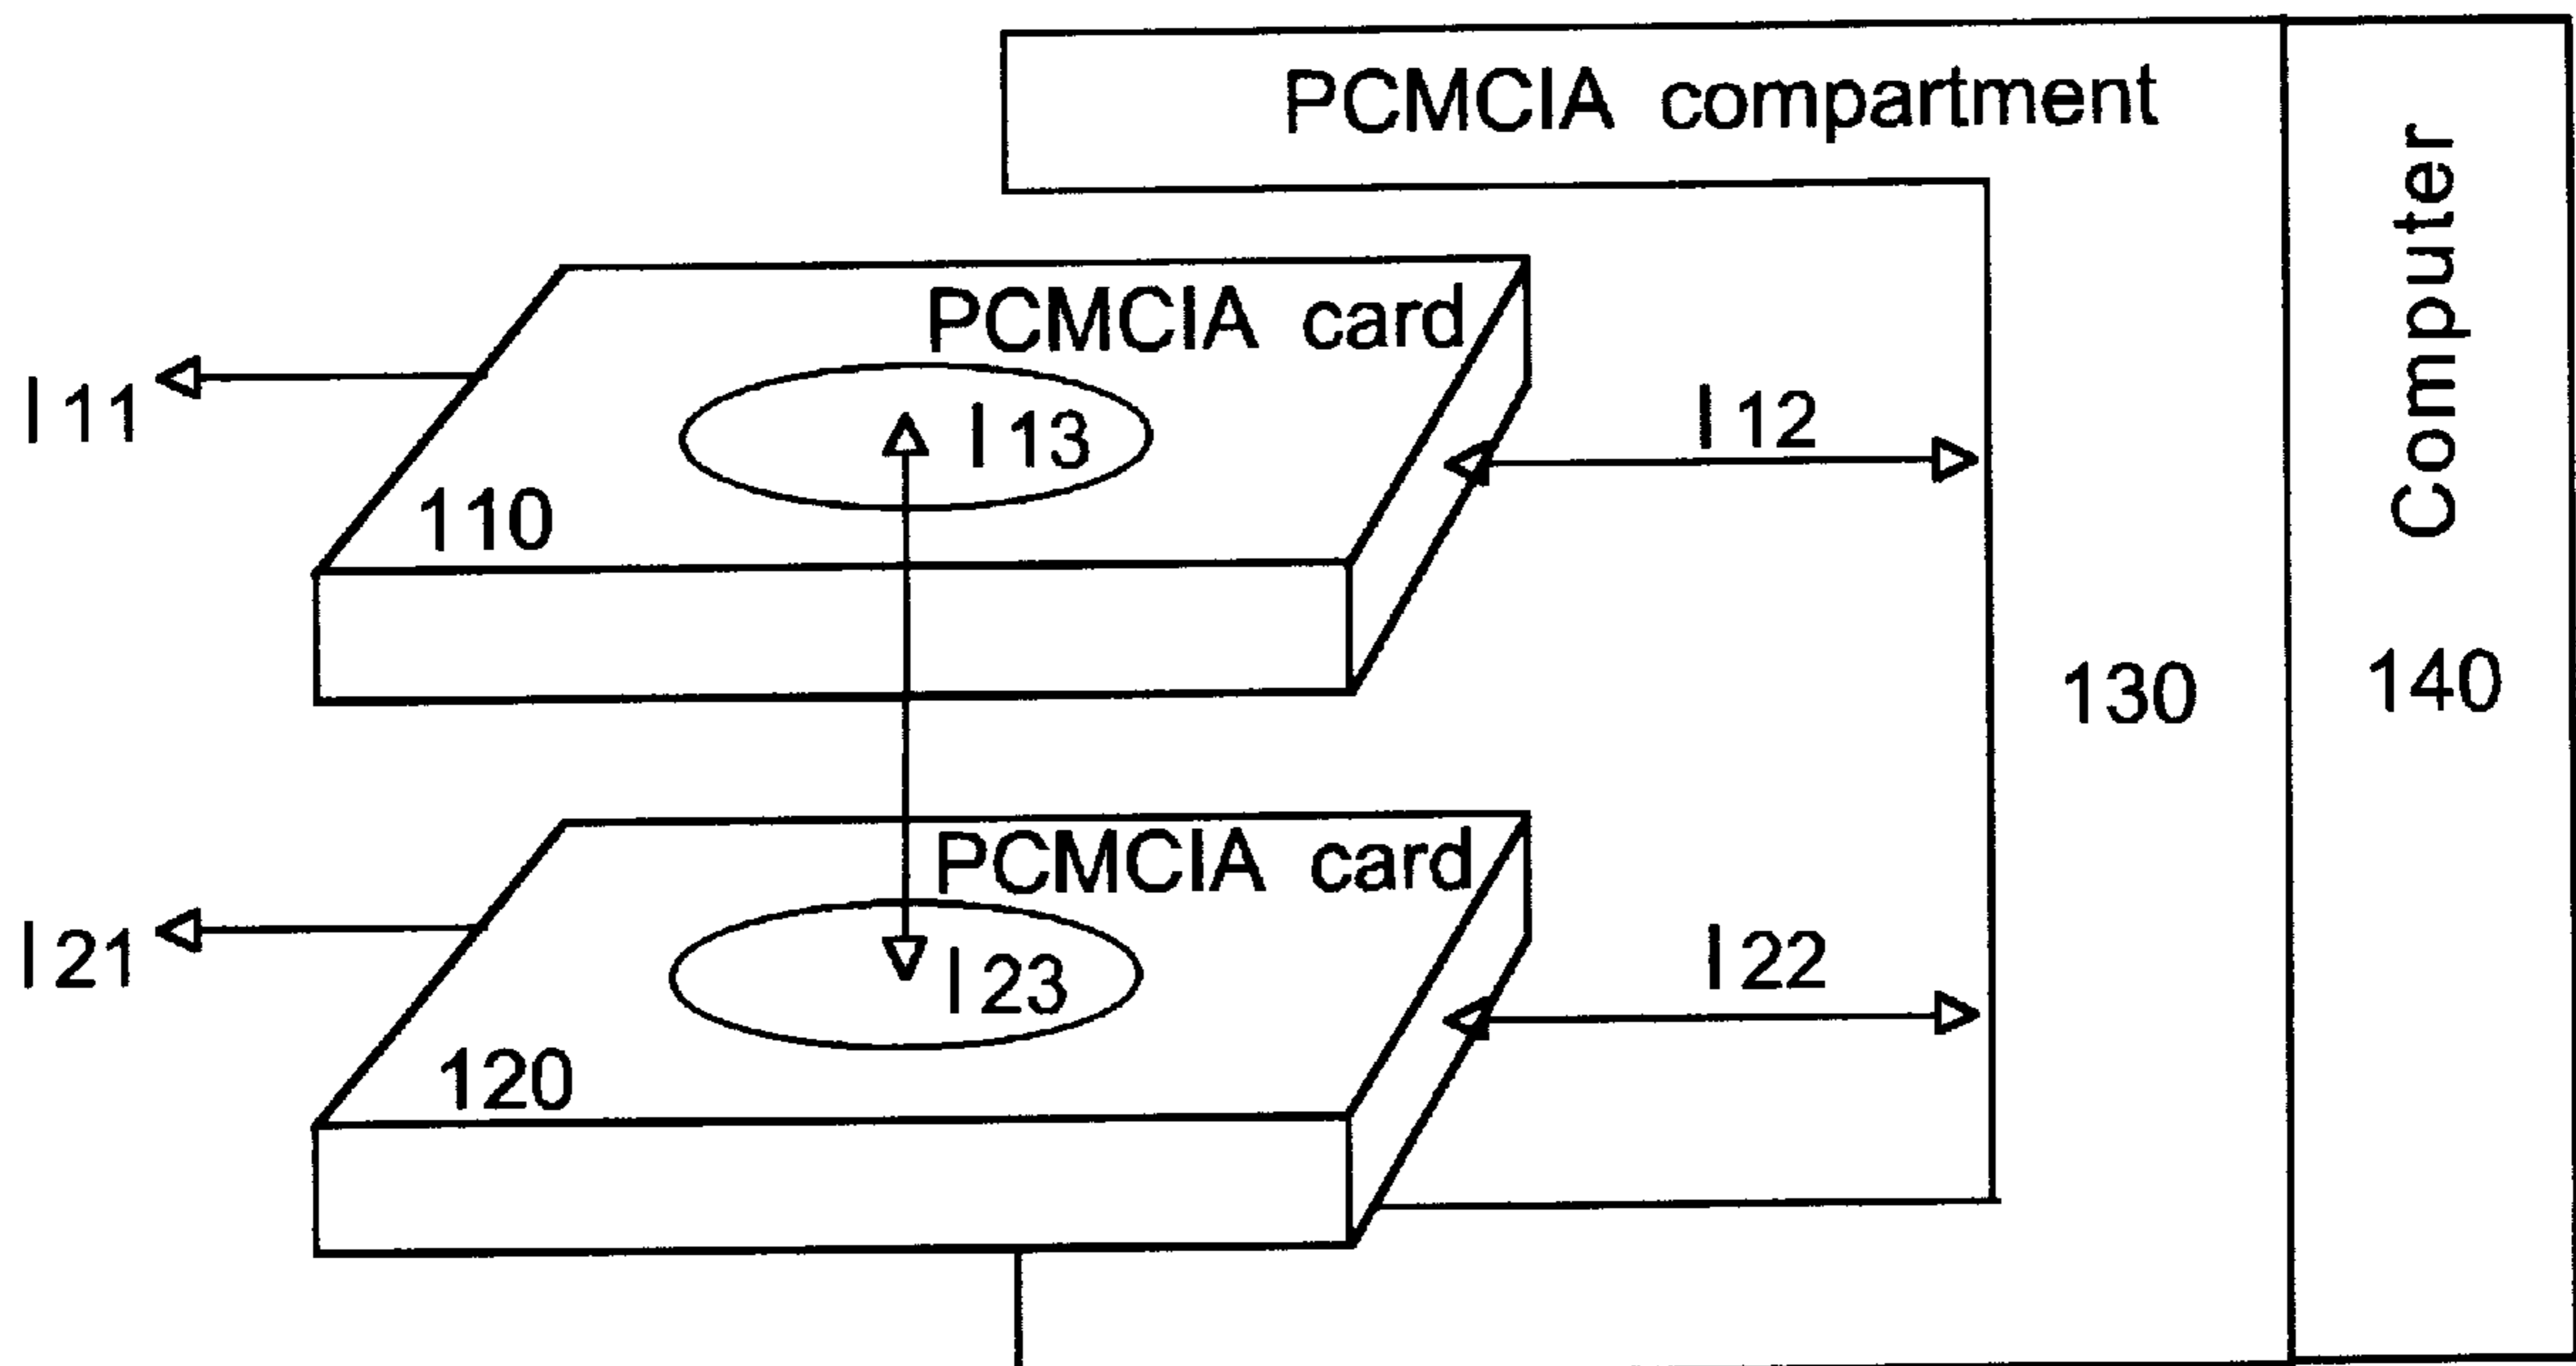 PCMCIA compartment
Computer
PCMCIA card
I11
I13
I12
110
130
140
PCMCIA card
I21
I23
I22
120